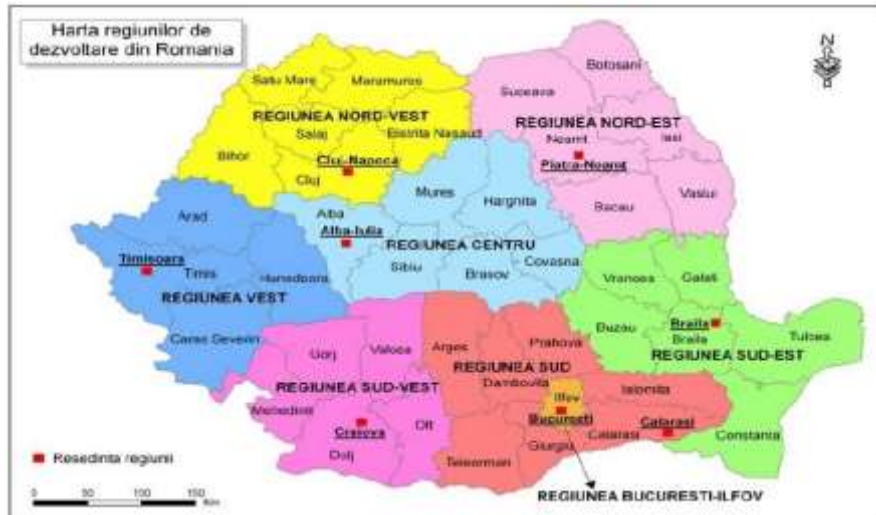 Harta regiunilor de
dezvoltare din Romania
N
Botosani
Satu Mare
Maramures
Suceava
REGIUNEA NORD-VEST
REGIUNEA NORD-EST
Salaj
Bistrita Nasaud
Neamt
Iasi
Bihor
Cluj-Napoca
Piatra-Neamt
Cluj
Mures
Harghita
Bacau
Vaslui
Arad
Alba
Alba-Iulia
REGIUNEA CENTRU
Timisoara
Timis
Hunedoara
Sibiu
Brasov
Covasna
Vrancea
Galati
REGIUNEA VEST
Buzau
Braila
Braila
Tulcea
Caras Severin
Gorj
Valcea
Arges
Prahova
REGIUNEA SUD
REGIUNEA SUD-EST
REGIUNEA SUD-VEST
Dambovita
Ialomita
Ilfov
Mehedinti
Olt
Bucuresti
Calarasi
Craiova
Giurgiu
Calarasi
Constanta
Dolj
Teleorman
Resedinta regiunii
REGIUNEA BUCURESTI-ILFOV
0 50 100 150